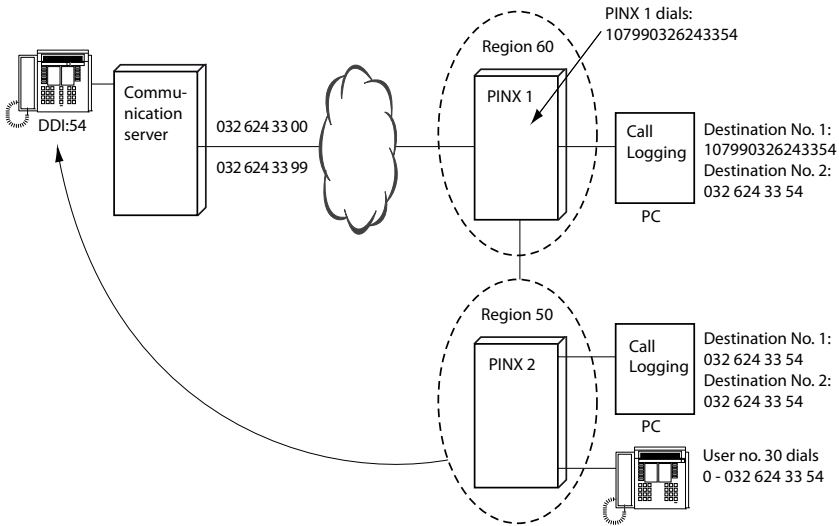 PINX 1 dials:
107990326243354
Region 60
PINX 1
Commu-
nication
server
DDI:54
032 624 33 00
032 624 33 99
Call
Logging
PC
Destination No. 1:
107990326243354
Destination No. 2:
032 624 33 54
Region 50
PINX 2
Call
Logging
PC
Destination No. 1:
032 624 33 54
Destination No. 2:
032 624 33 54
User no. 30 dials
0 - 032 624 33 54